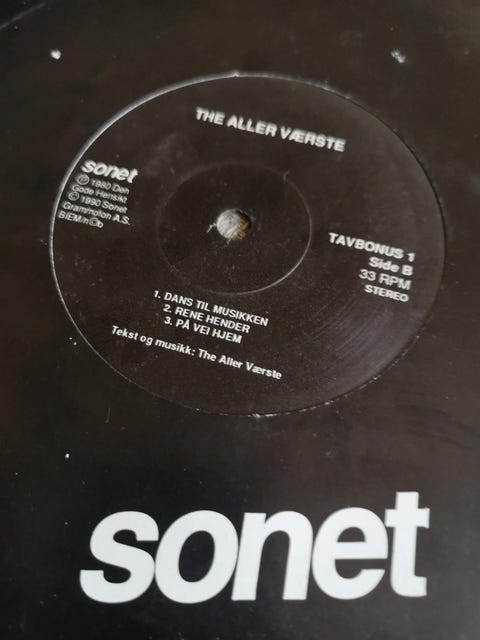 THE ALLER VÆRSTE
sonet
Ⓟ 1980 Den
Gode Hensikt
© 1990 Sonet
Grammofon A.S.
BIEM/n©b
TAVBONUS 1
Side B
33 RPM
STEREO
1. DANS TIL MUSIKKEN
2. RENE HENDER
3. PÅ VEI HJEM
Tekst og musikk: The Aller Værste
sonet